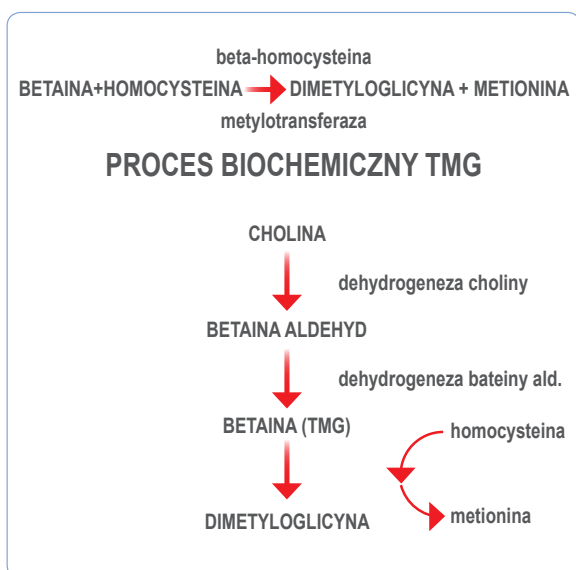 beta-homocysteina
BETAINA+HOMOCYSTEINA DIMETYLOGLICYNA + METIONINA
metylotransferaza
PROCES BIOCHEMICZNY TMG
CHOLINA
dehydrogeneza choliny
BETAINA ALDEHYD
dehydrogeneza bateiny ald.
BETAINA (TMG)
homocysteina
DIMETYLOGLICYNA
metionina